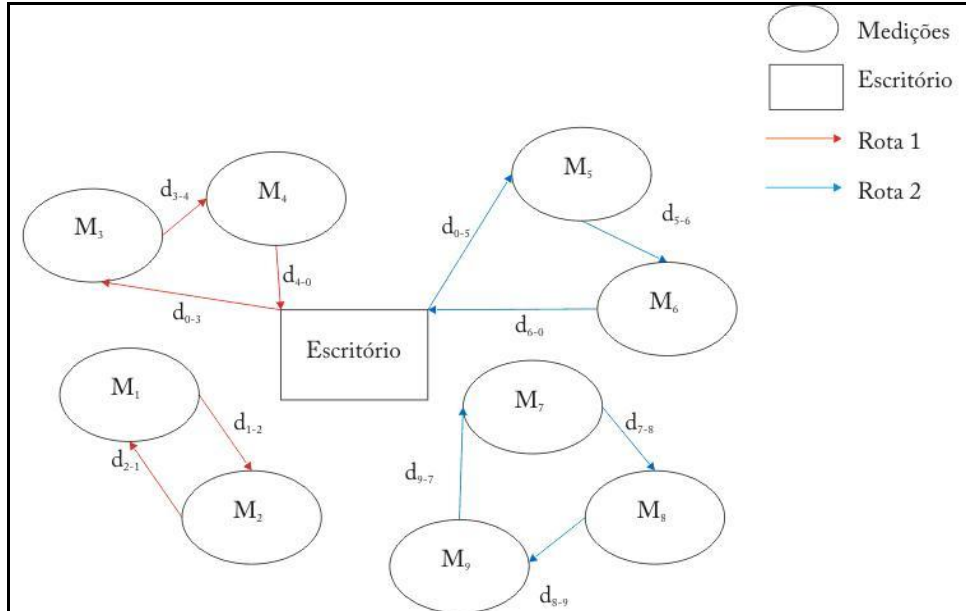 Medições
Escritório
Rota 1
Rota 2
M₅
M₄
d₃₋₄
M₃
d₅₋₆
d₀₋₅
d₄₋₀
M₆
d₀₋₃
d₆₋₀
Escritório
M₁
M₇
d₁₋₂
d₇₋₈
d₂₋₁
d₉₋₇
M₂
M₈
M₉
d₈₋₉